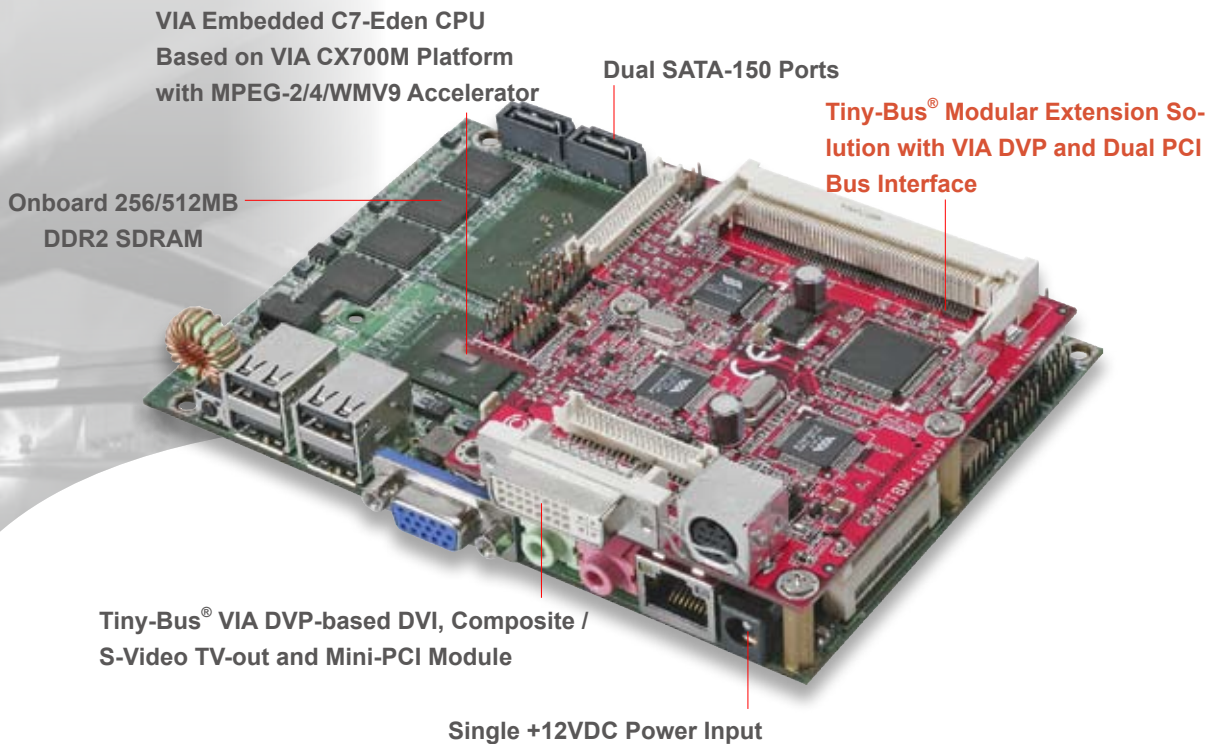 VIA Embedded C7-Eden CPU
Based on VIA CX700M Platform
with MPEG-2/4/WMV9 Accelerator
Dual SATA-150 Ports
Tiny-Bus® Modular Extension So-
lution with VIA DVP and Dual PCI
Bus Interface
Onboard 256/512MB
DDR2 SDRAM
Tiny-Bus® VIA DVP-based DVI, Composite /
S-Video TV-out and Mini-PCI Module
Single +12VDC Power Input
CE